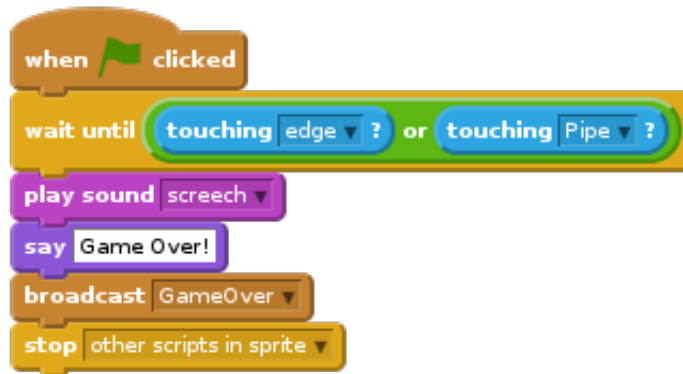 when clicked
wait until touching edge ? or touching Pipe ?
play sound screech
say Game Over!
broadcast GameOver
stop other scripts in sprite